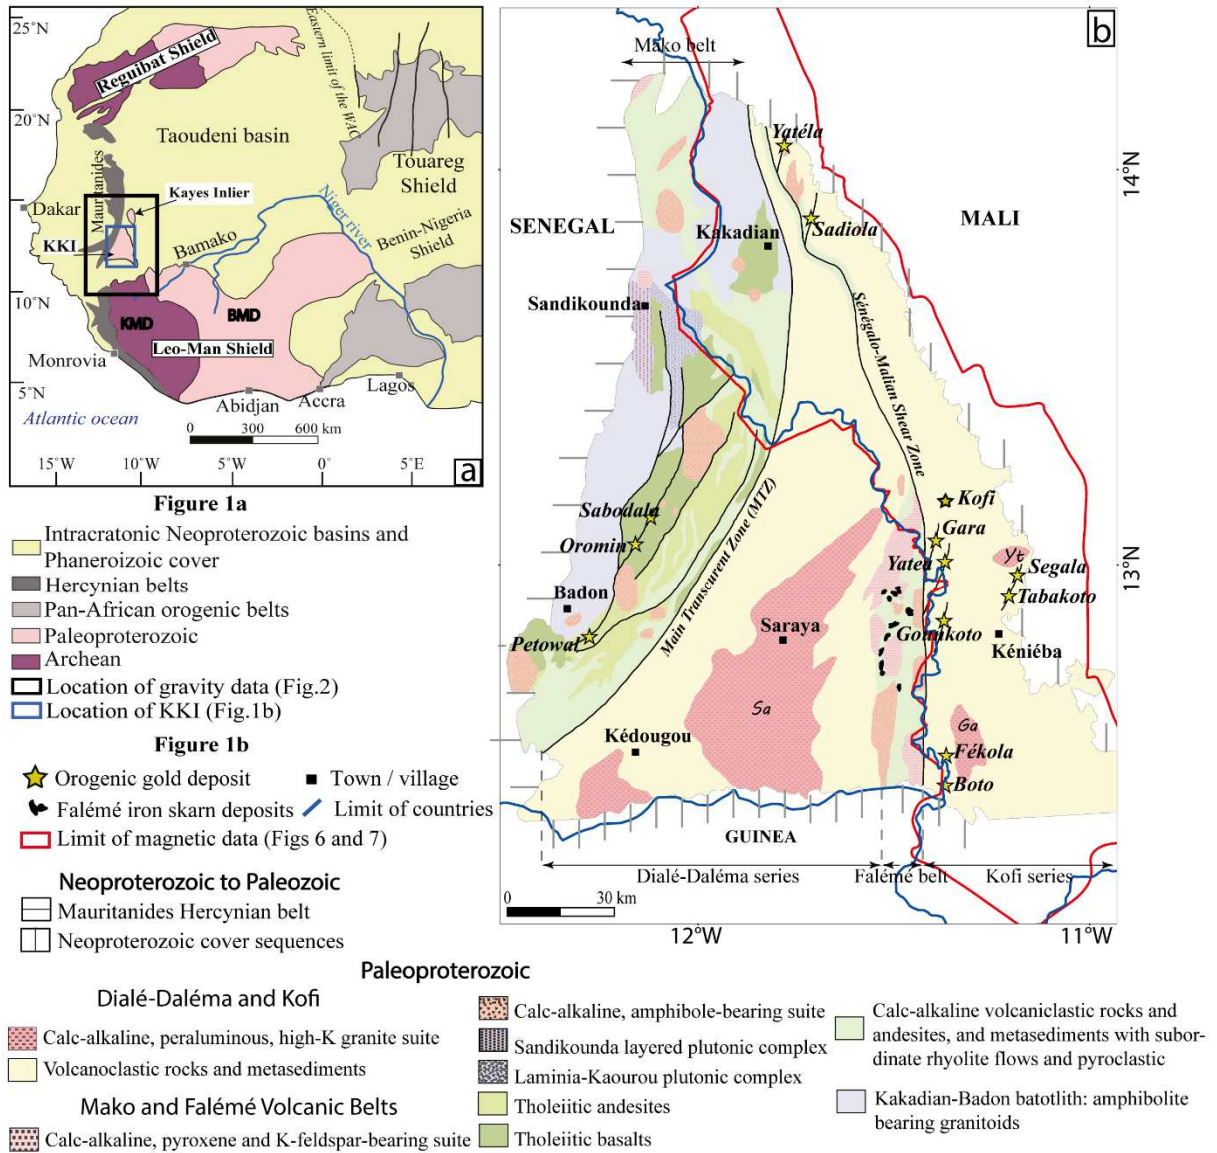 25°N
20°N
10°N
5°N
Reguibat Shield
Eastern limit of the WAC
Taoudeni basin
Touareg
Shield
Mauritanides
Kayes Inlier
Dakar
KKI
Bamako
Niger river
Benin-Nigeria
Shield
KMD
BMD
Leo-Man Shield
Monrovia
Lagos
Abidjan
Accra
Atlantic ocean
0 300 600 km
15°W 10°W 5°W 0° 5°E
a
Figure 1a
Intracratonic Neoproterozoic basins and
Phaneroizoic cover
Hercynian belts
Pan-African orogenic belts
Paleoproterozoic
Archean
Location of gravity data (Fig.2)
Location of KKI (Fig.1b)
Figure 1b
Orogenic gold deposit
Town / village
Falémé iron skarn deposits
Limit of countries
Limit of magnetic data (Figs 6 and 7)
Neoproterozoic to Paleozoic
Mauritanides Hercynian belt
Neoproterozoic cover sequences
b
Mako belt
Yatéla
14°N
SENEGAL
MALI
Kakadian
Sadiola
Sandikounda
Sénégalo-Malian Shear Zone
Main Transcurent Zone (MTZ)
Sabodala
Oromin
Kofi
Gara
Yatea
Yt
Segala
Tabakoto
13°N
Badon
Petowal
Saraya
Gounkoto
Kéniéba
Sa
Ga
Kédougou
Fékola
Boto
GUINEA
Dialé-Daléma series
Falémé belt
Kofi series
0 30 km
12°W
11°W
Paleoproterozoic
Dialé-Daléma and Kofi
Calc-alkaline, peraluminous, high-K granite suite
Volcanoclastic rocks and metasediments
Mako and Falémé Volcanic Belts
Calc-alkaline, pyroxene and K-feldspar-bearing suite
Calc-alkaline, amphibole-bearing suite
Sandikounda layered plutonic complex
Laminia-Kaourou plutonic complex
Tholeiitic andesites
Tholeiitic basalts
Calc-alkaline volcaniclastic rocks and
andesites, and metasediments with subor-
dinate rhyolite flows and pyroclastic
Kakadian-Badon batotlith: amphibolite
bearing granitoids